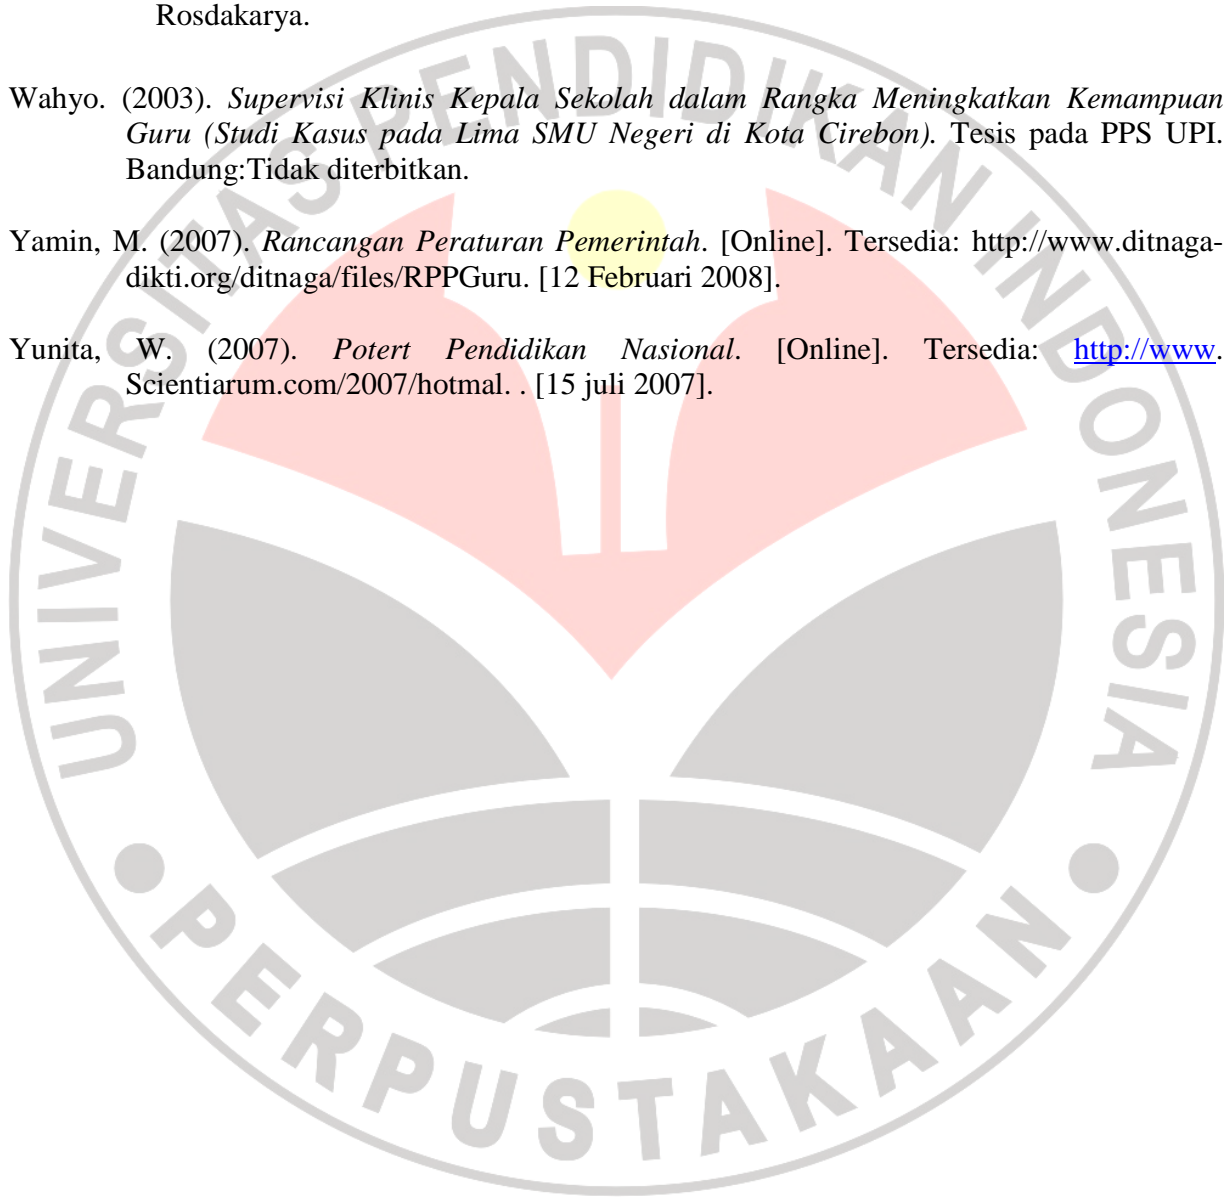 Rosdakarya.
Wahyo. (2003). Supervisi Klinis Kepala Sekolah dalam Rangka Meningkatkan Kemampuan
Guru (Studi Kasus pada Lima SMU Negeri di Kota Cirebon). Tesis pada PPS UPI.
Bandung:Tidak diterbitkan.
Yamin, M. (2007). Rancangan Peraturan Pemerintah. [Online]. Tersedia: http://www.ditnaga-
dikti.org/ditnaga/files/RPPGuru. [12 Februari 2008].
Yunita, W. (2007). Potert Pendidikan Nasional. [Online]. Tersedia: http://www.
Scientiarum.com/2007/hotmal. . [15 juli 2007].
UNIVERSITAS PENDIDIKAN INDONESIA
PERPUSTAKAAN